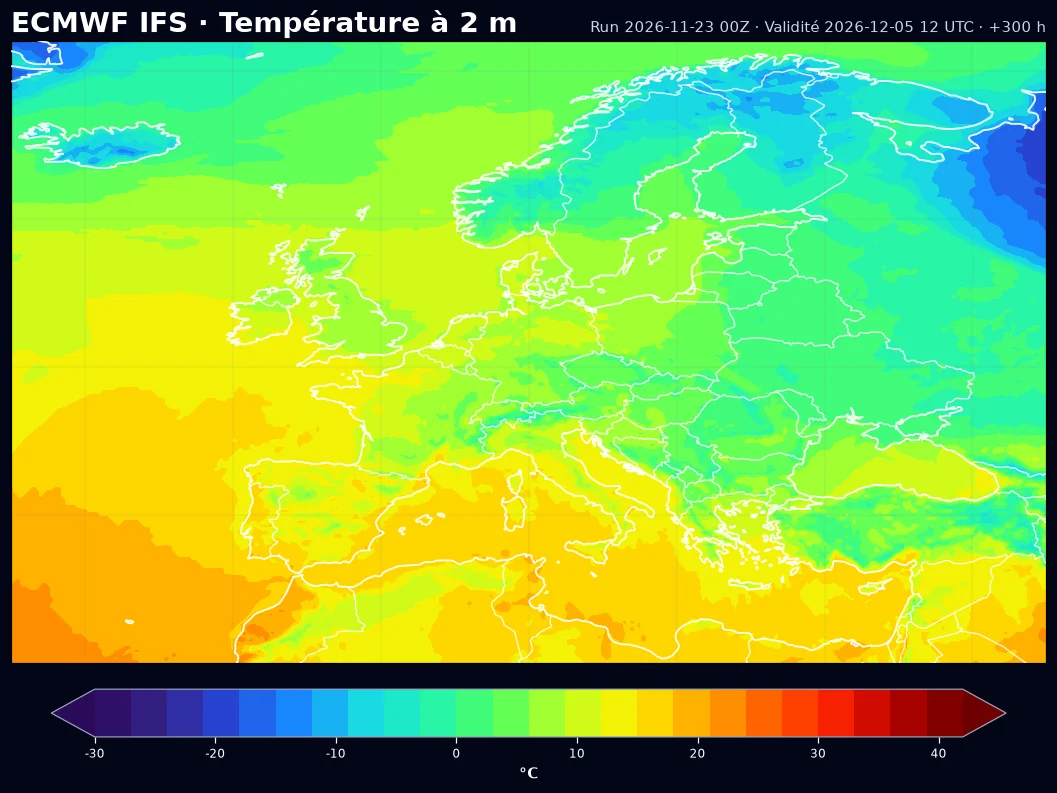 ECMWF IFS · Température à 2 m
Run 2026-11-23 00Z · Validité 2026-12-05 12 UTC · +300 h
-30 -20 -10 0 10 20 30 40
°C